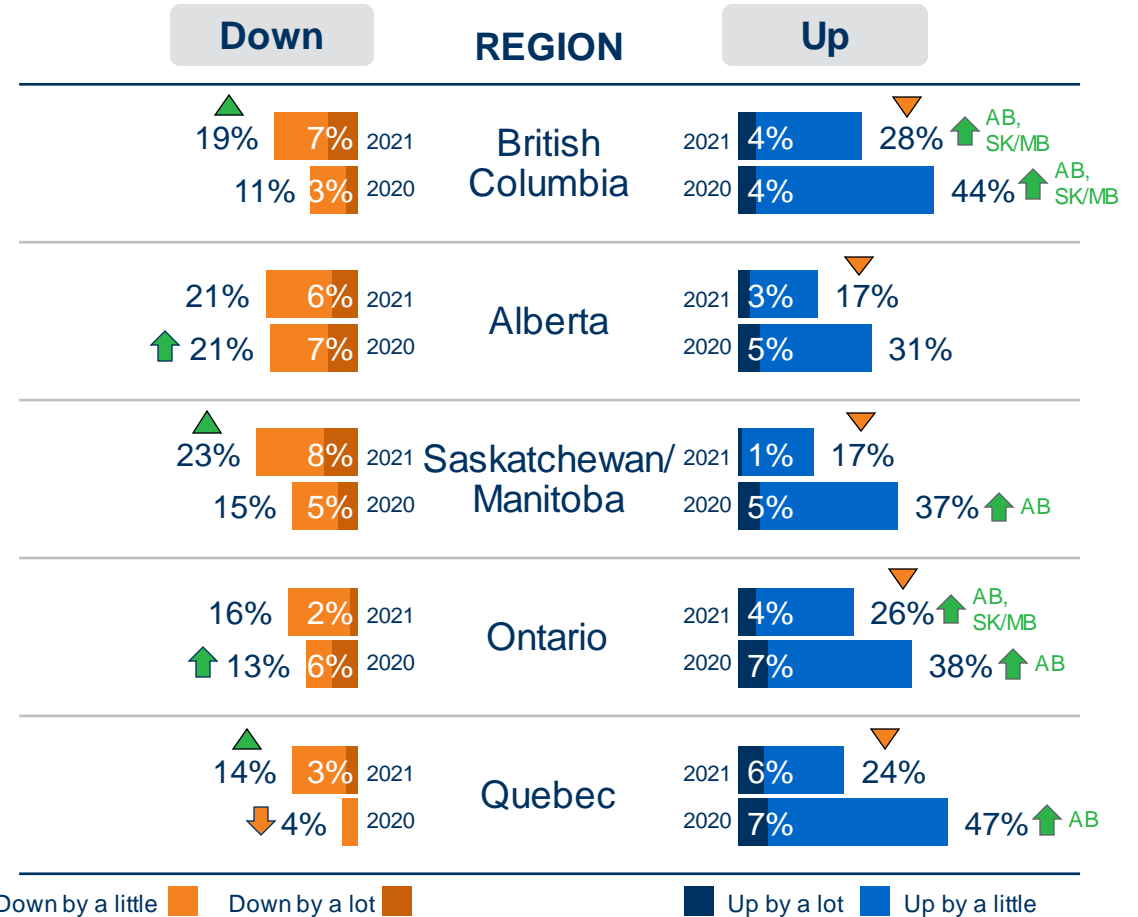 Down REGION Up
19% 7% 2021 British Columbia 2021 4% 28% AB, SK/MB
11% 3% 2020 2020 4% 44% AB, SK/MB
21% 6% 2021 Alberta 2021 3% 17%
21% 7% 2020 2020 5% 31%
23% 8% 2021 Saskatchewan/ Manitoba 2021 1% 17%
15% 5% 2020 2020 5% 37% AB
16% 2% 2021 Ontario 2021 4% 26% AB, SK/MB
13% 6% 2020 2020 7% 38% AB
14% 3% 2021 Quebec 2021 6% 24%
4% 2020 2020 7% 47% AB
Down by a little Down by a lot Up by a lot Up by a little